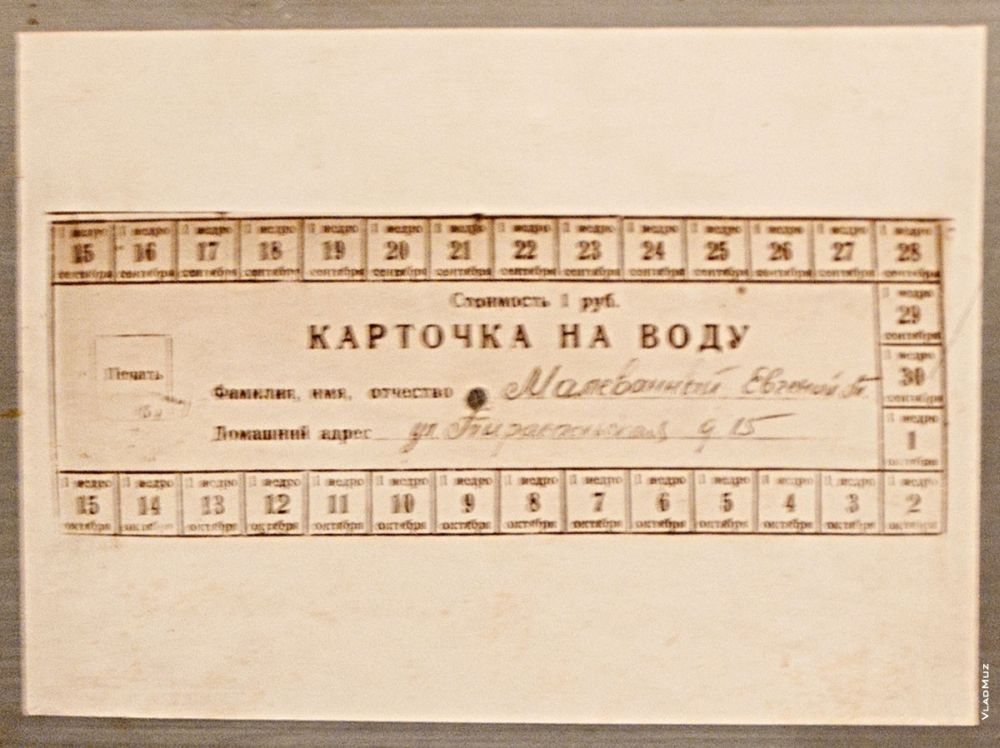 1 ведро 1 ведро 1 ведро 1 ведро 1 ведро 1 ведро 1 ведро 1 ведро 1 ведро 1 ведро 1 ведро 1 ведро 1 ведро 1 ведро
15 16 17 18 19 20 21 22 23 24 25 26 27 28
сентября сентября сентября сентября сентября сентября сентября сентября сентября сентября сентября сентября сентября сентября
Стоимость 1 руб.
КАРТОЧКА НА ВОДУ
Печать
Фамилия, имя, отчество Малеванный Евгений
Домашний адрес ул. д 15
1 ведро
29
сентября
1 ведро
30
сентября
1 ведро
1
октября
1 ведро 1 ведро 1 ведро 1 ведро 1 ведро 1 ведро 1 ведро 1 ведро 1 ведро 1 ведро 1 ведро 1 ведро 1 ведро 1 ведро
15 14 13 12 11 10 9 8 7 6 5 4 3 2
октября октября октября октября октября октября октября октября октября октября октября октября октября октября
VladMuz